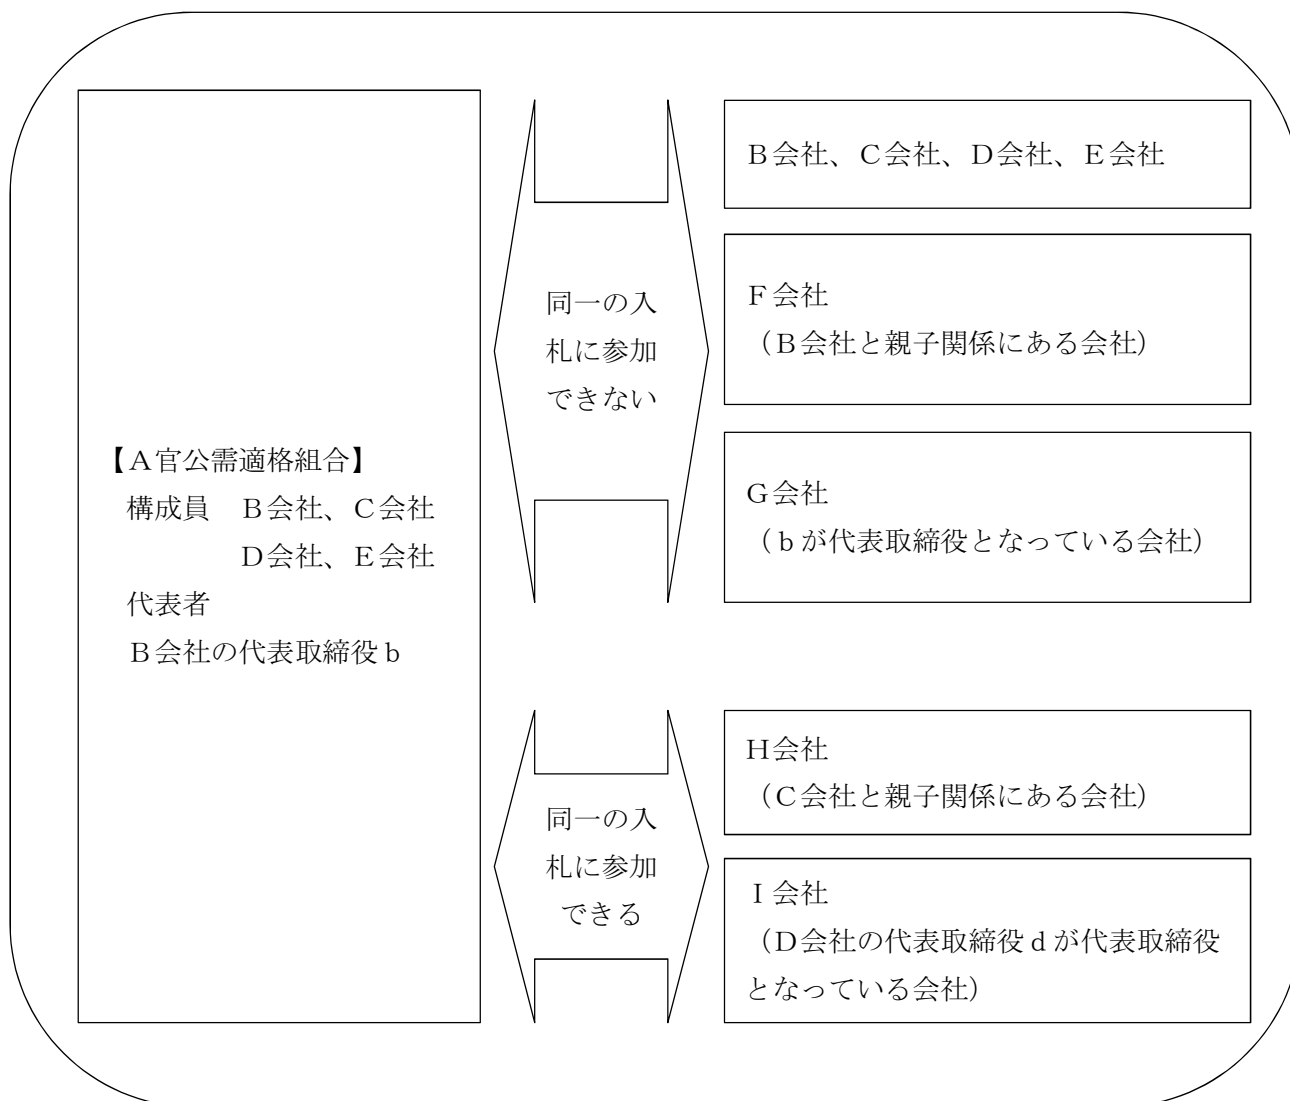 【Ａ官公需適格組合】
構成員　Ｂ会社、Ｃ会社
Ｄ会社、Ｅ会社
代表者
Ｂ会社の代表取締役ｂ
同一の入
札に参加
できない
Ｂ会社、Ｃ会社、Ｄ会社、Ｅ会社
Ｆ会社
（Ｂ会社と親子関係にある会社）
Ｇ会社
（ｂが代表取締役となっている会社）
同一の入
札に参加
できる
Ｈ会社
（Ｃ会社と親子関係にある会社）
Ｉ会社
（Ｄ会社の代表取締役ｄが代表取締役
となっている会社）